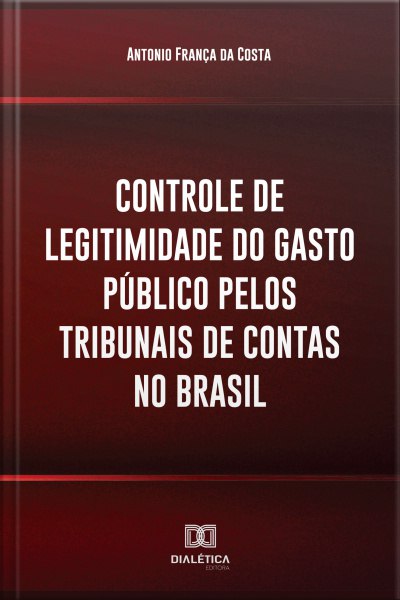 Antonio França da Costa
CONTROLE DE
LEGITIMIDADE DO GASTO
PÚBLICO PELOS
TRIBUNAIS DE CONTAS
NO BRASIL
DIALÉTICA
EDITORA